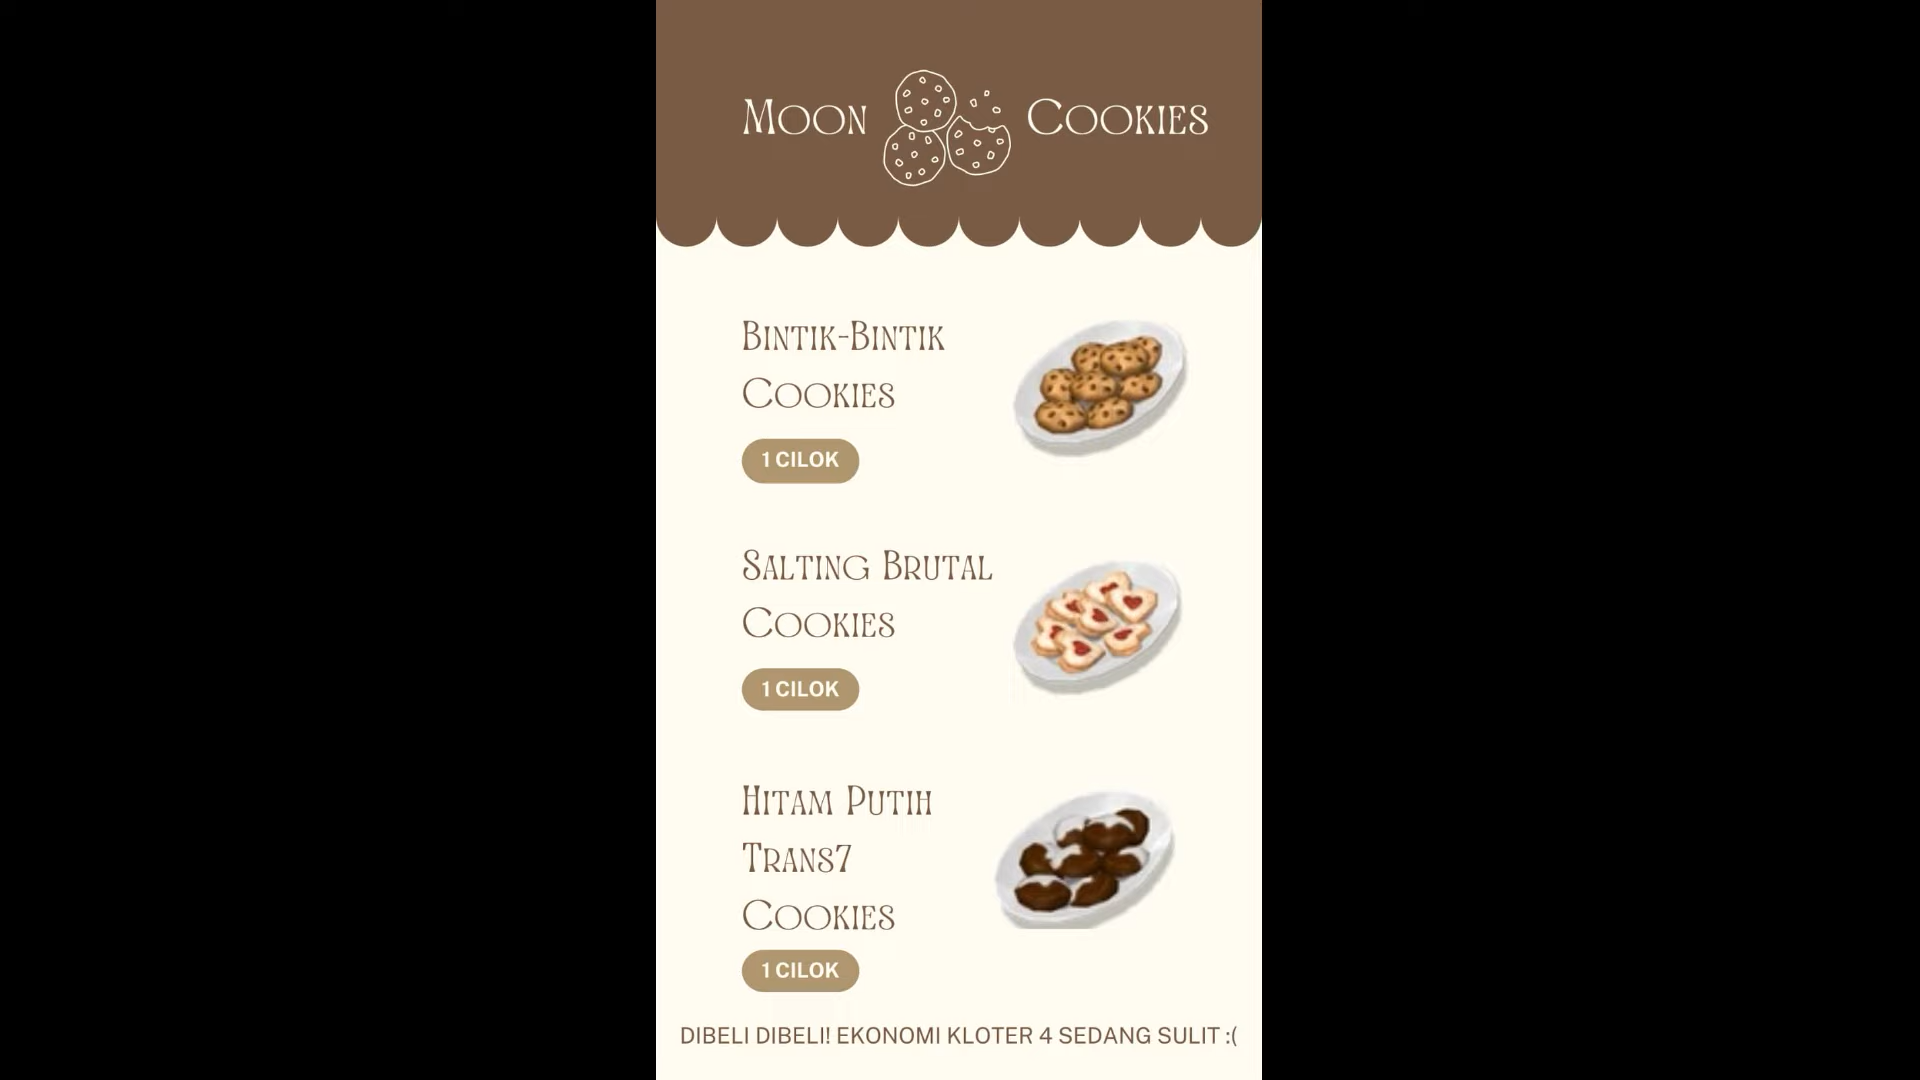 Moon Cookies
Bintik-Bintik
Cookies
1 CILOK
Salting Brutal
Cookies
1 CILOK
Hitam Putih
Trans7
Cookies
1 CILOK
DIBELI DIBELI! EKONOMI KLOTER 4 SEDANG SULIT :(